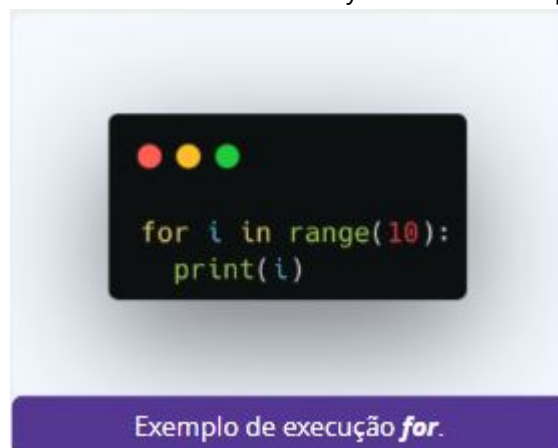 for i in range(10):
print(i)
Exemplo de execução for.